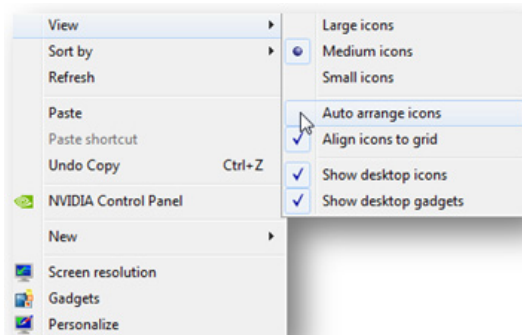 View
Sort by
Refresh
Paste
Paste shortcut
Undo Copy Ctrl+Z
NVIDIA Control Panel
New
Screen resolution
Gadgets
Personalize
Large icons
Medium icons
Small icons
Auto arrange icons
Align icons to grid
Show desktop icons
Show desktop gadgets